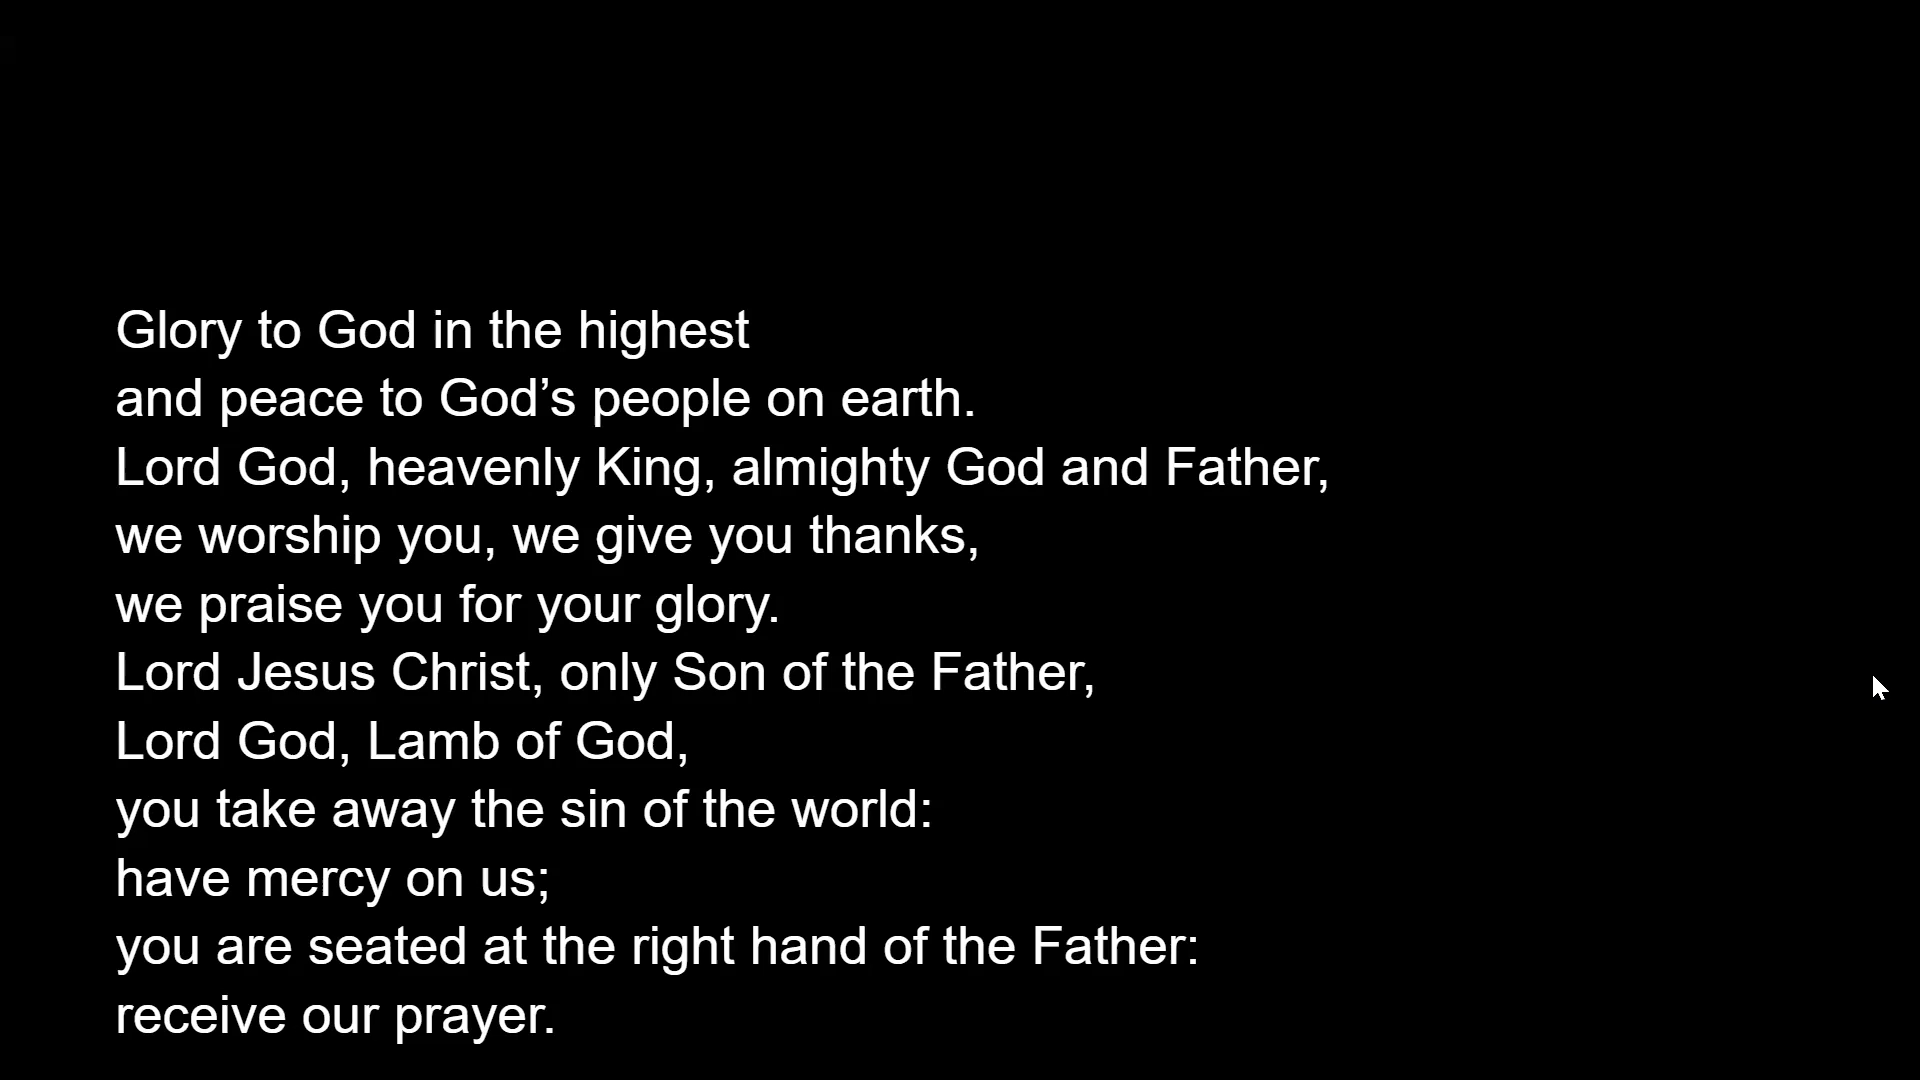 Glory to God in the highest
and peace to God’s people on earth.
Lord God, heavenly King, almighty God and Father,
we worship you, we give you thanks,
we praise you for your glory.
Lord Jesus Christ, only Son of the Father,
Lord God, Lamb of God,
you take away the sin of the world:
have mercy on us;
you are seated at the right hand of the Father:
receive our prayer.